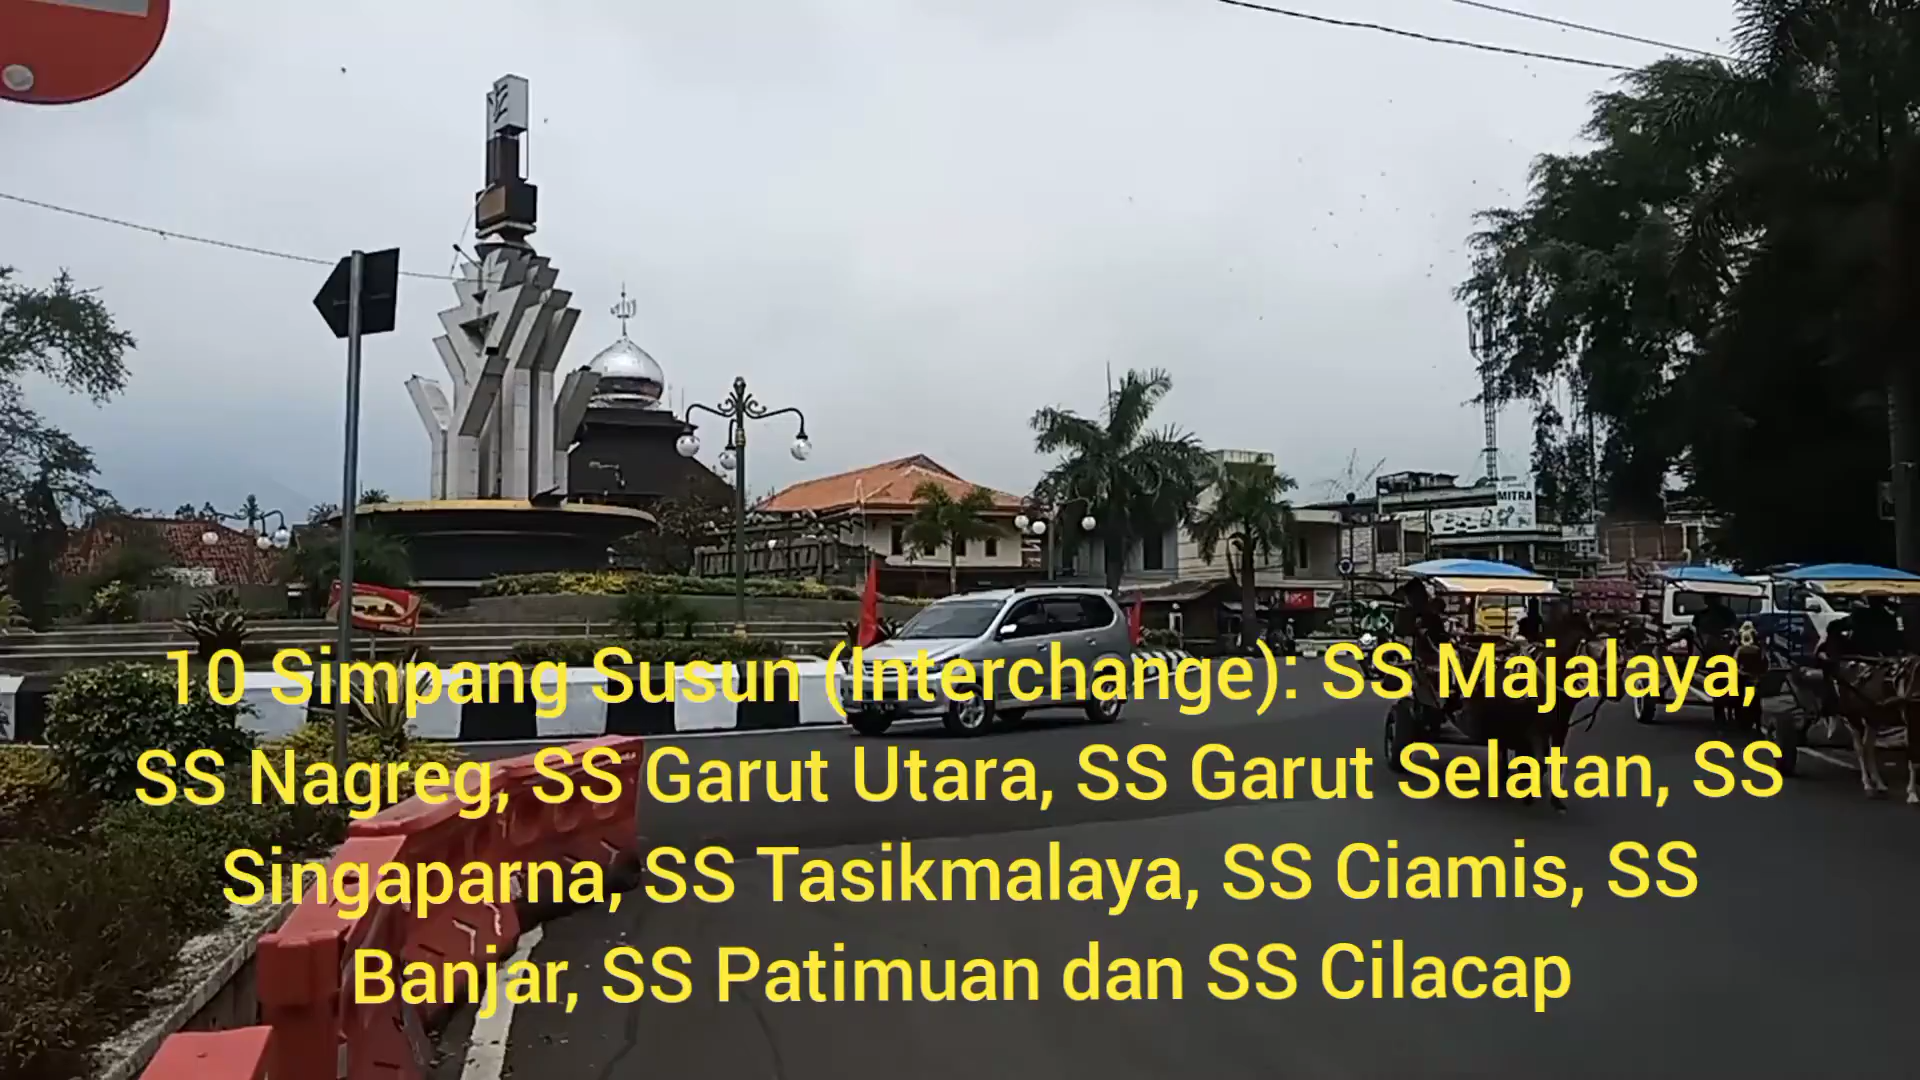 MITRA
10 Simpang Susun (Interchange): SS Majalaya,
SS Nagreg, SS Garut Utara, SS Garut Selatan, SS
Singaparna, SS Tasikmalaya, SS Ciamis, SS
Banjar, SS Patimuan dan SS Cilacap